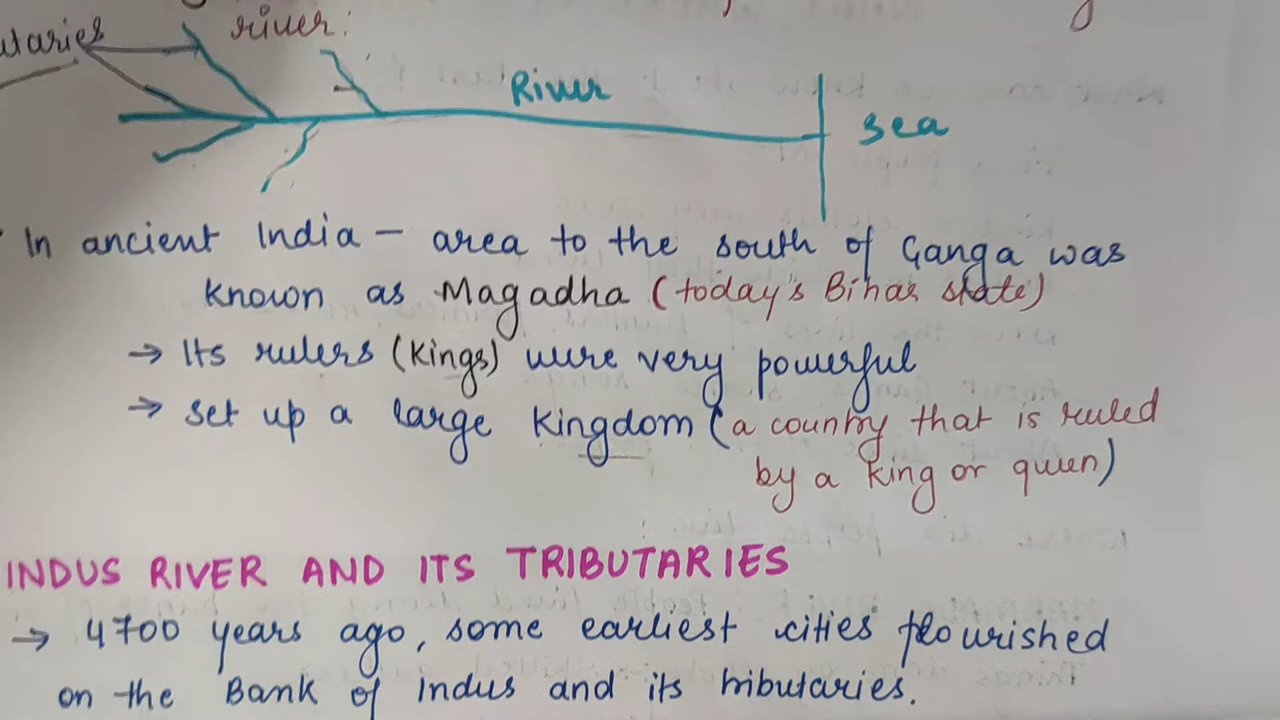 river:
River
sea
In ancient India – area to the south of Ganga was
known as Magadha (today's Bihar state)
→ Its rulers (kings) were very powerful
→ set up a large kingdom (a country that is ruled
by a king or queen)
INDUS RIVER AND ITS TRIBUTARIES
→ 4700 years ago, some earliest cities flourished
on the Bank of Indus and its tributaries.